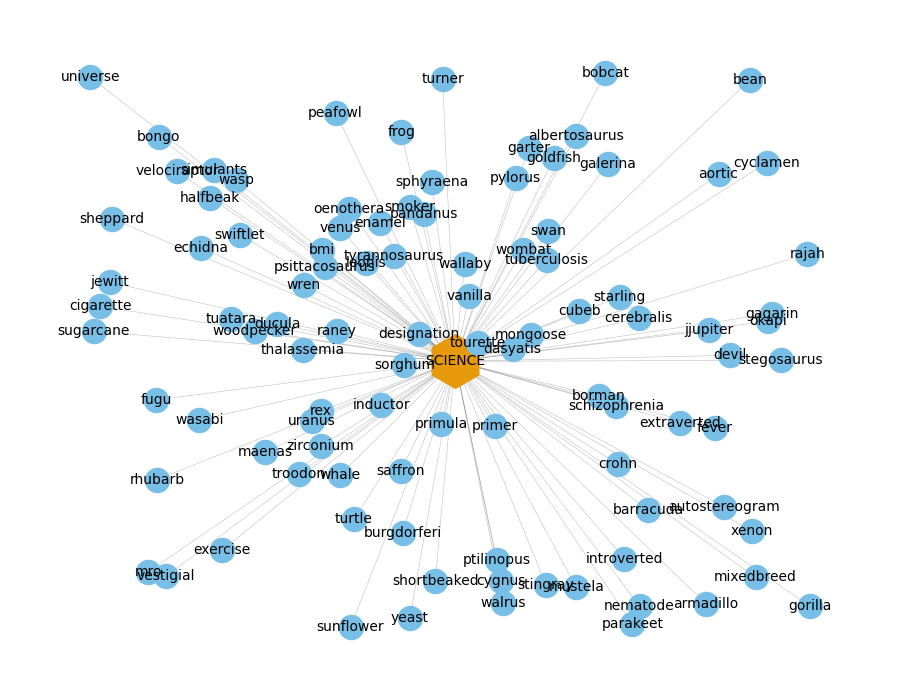 universe
turner
bobcat
bean
peafowl
frog
bongo
albertosaurus
garter
goldfish
galerina
cyclamen
velociraptor
wasp
pylorus
aortic
sphyraena
halfbeak
oenothera
smoker
pandanus
sheppard
enamel
venus
swiftlet
swan
echidna
bmi
wombat
tyrannosaurus
rajah
psittacosaurus
wallaby
tuberculosis
jewitt
wren
vanilla
starling
cigarette
cubeb
cerebralis
gagarin
okapi
tuatara
ducula
woodpecker
raney
designation
mongoose
jjupiter
sugarcane
tourette
thalassemia
dasyatis
devil
SCIENCE
stegosaurus
sorghum
fugu
borman
schizophrenia
inductor
rex
wasabi
uranus
primula
primer
extraverted
fever
zirconium
maenas
crohn
troodon
whale
saffron
rhubarb
barracuda
autostereogram
turtle
burgdorferi
xenon
exercise
ptilinopus
introverted
mro
vestigial
shortbeaked
cygnus
stingray
mustela
mixedbreed
walrus
nematode
armadillo
gorilla
sunflower
yeast
parakeet